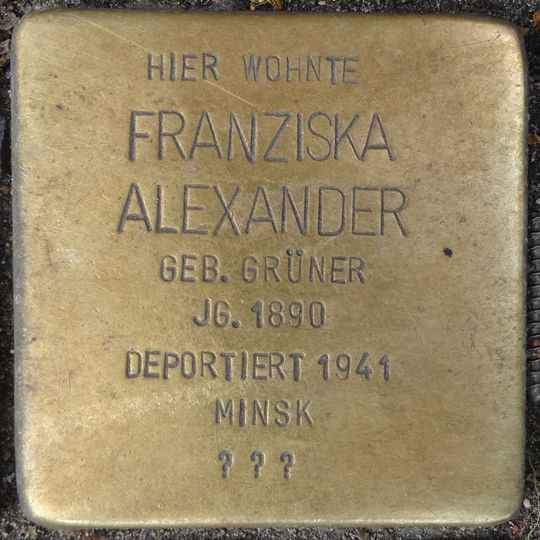 HIER WOHNTE
FRANZISKA
ALEXANDER
GEB. GRÜNER
JG. 1890
DEPORTIERT 1941
MINSK
? ? ?